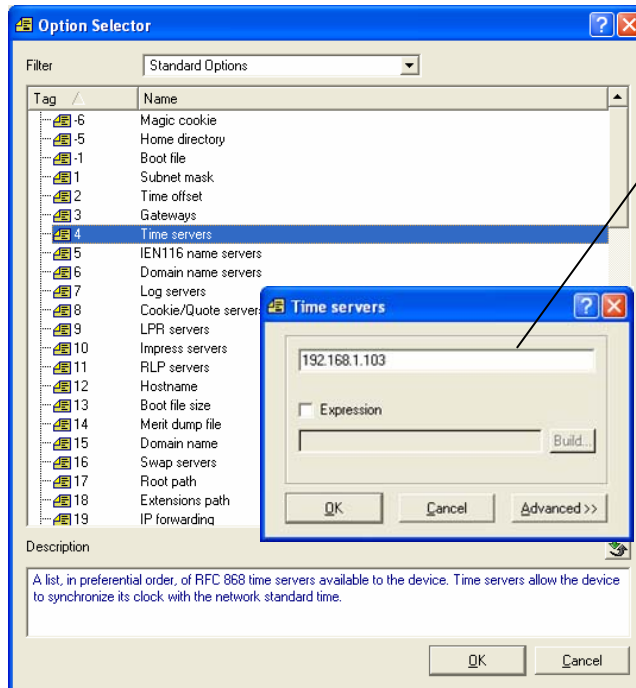 Option Selector
Filter Standard Options
Tag Name
-6 Magic cookie
-5 Home directory
-1 Boot file
1 Subnet mask
2 Time offset
3 Gateways
4 Time servers
5 IEN116 name servers
6 Domain name servers
7 Log servers
8 Cookie/Quote server
9 LPR servers
10 Impress servers
11 RLP servers
12 Hostname
13 Boot file size
14 Merit dump file
15 Domain name
16 Swap servers
17 Root path
18 Extensions path
19 IP forwarding
Time servers
192.168.1.103
Expression
Build...
OK Cancel Advanced >>
Description
A list, in preferential order, of RFC 868 time servers available to the device. Time servers allow the device
to synchronize its clock with the network standard time.
OK Cancel